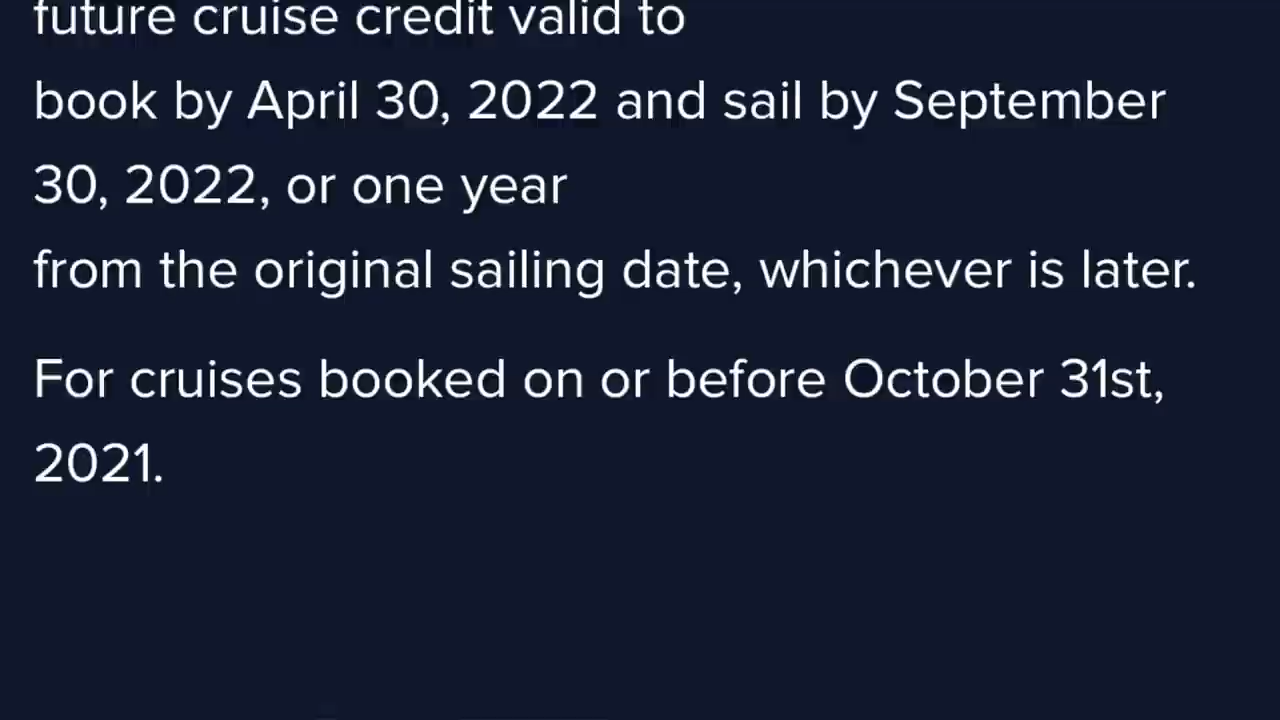 future cruise credit valid to
book by April 30, 2022 and sail by September
30, 2022, or one year
from the original sailing date, whichever is later.
For cruises booked on or before October 31st,
2021.